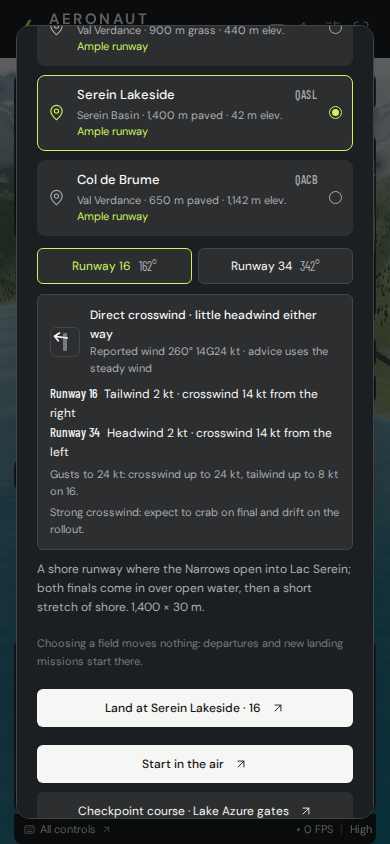 AERONAUT
Val Verdance · 900 m grass · 440 m elev.
Ample runway
Serein Lakeside QASL
Serein Basin · 1,400 m paved · 42 m elev.
Ample runway
Col de Brume QACB
Val Verdance · 650 m paved · 1,142 m elev.
Ample runway
Runway 16 162° Runway 34 342°
Direct crosswind · little headwind either
way
Reported wind 260° 14G24 kt · advice uses the
steady wind
Runway 16 Tailwind 2 kt · crosswind 14 kt from the
right
Runway 34 Headwind 2 kt · crosswind 14 kt from the
left
Gusts to 24 kt: crosswind up to 24 kt, tailwind up to 8 kt
on 16.
Strong crosswind: expect to crab on final and drift on the
rollout.
A shore runway where the Narrows open into Lac Serein;
both finals come in over open water, then a short
stretch of shore. 1,400 × 30 m.
Choosing a field moves nothing: departures and new landing
missions start there.
Land at Serein Lakeside · 16 ↗
Start in the air ↗
Checkpoint course · Lake Azure gates ↗
All controls ↗ • 0 FPS | High